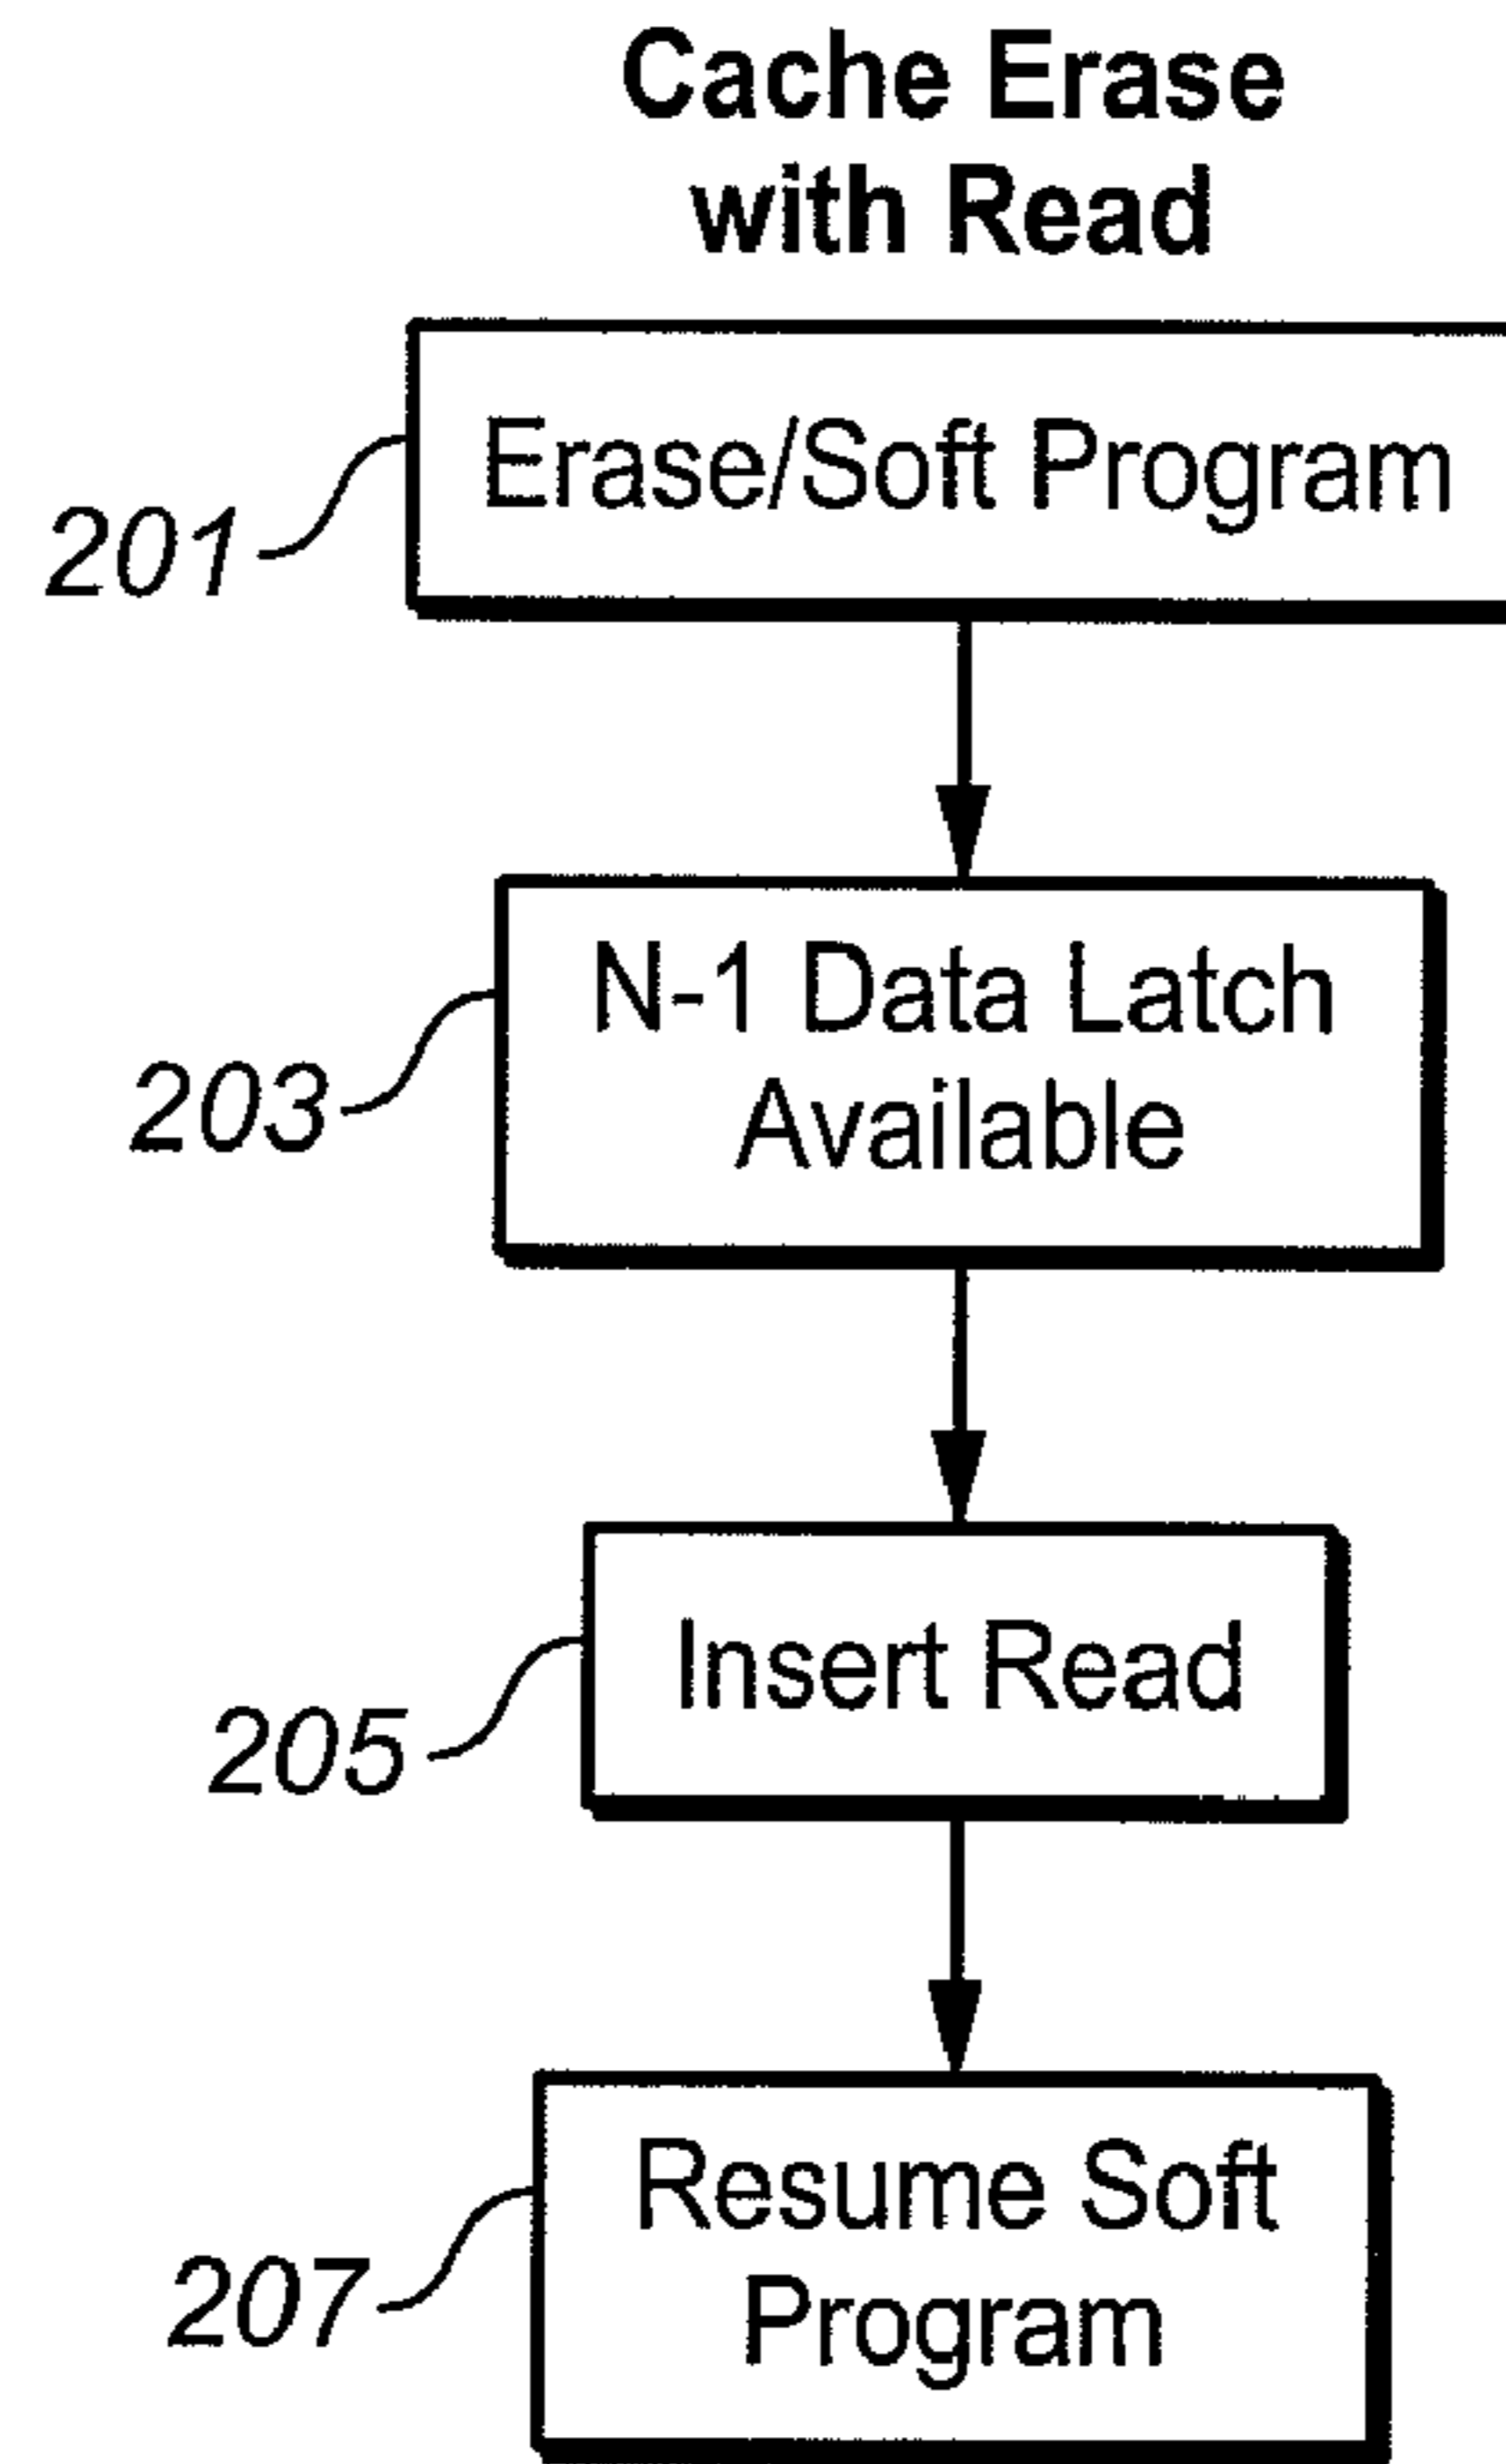 Cache Erase
with Read
Erase/Soft Program
201
N-1 Data Latch
Available
203
Insert Read
205
Resume Soft
Program
207